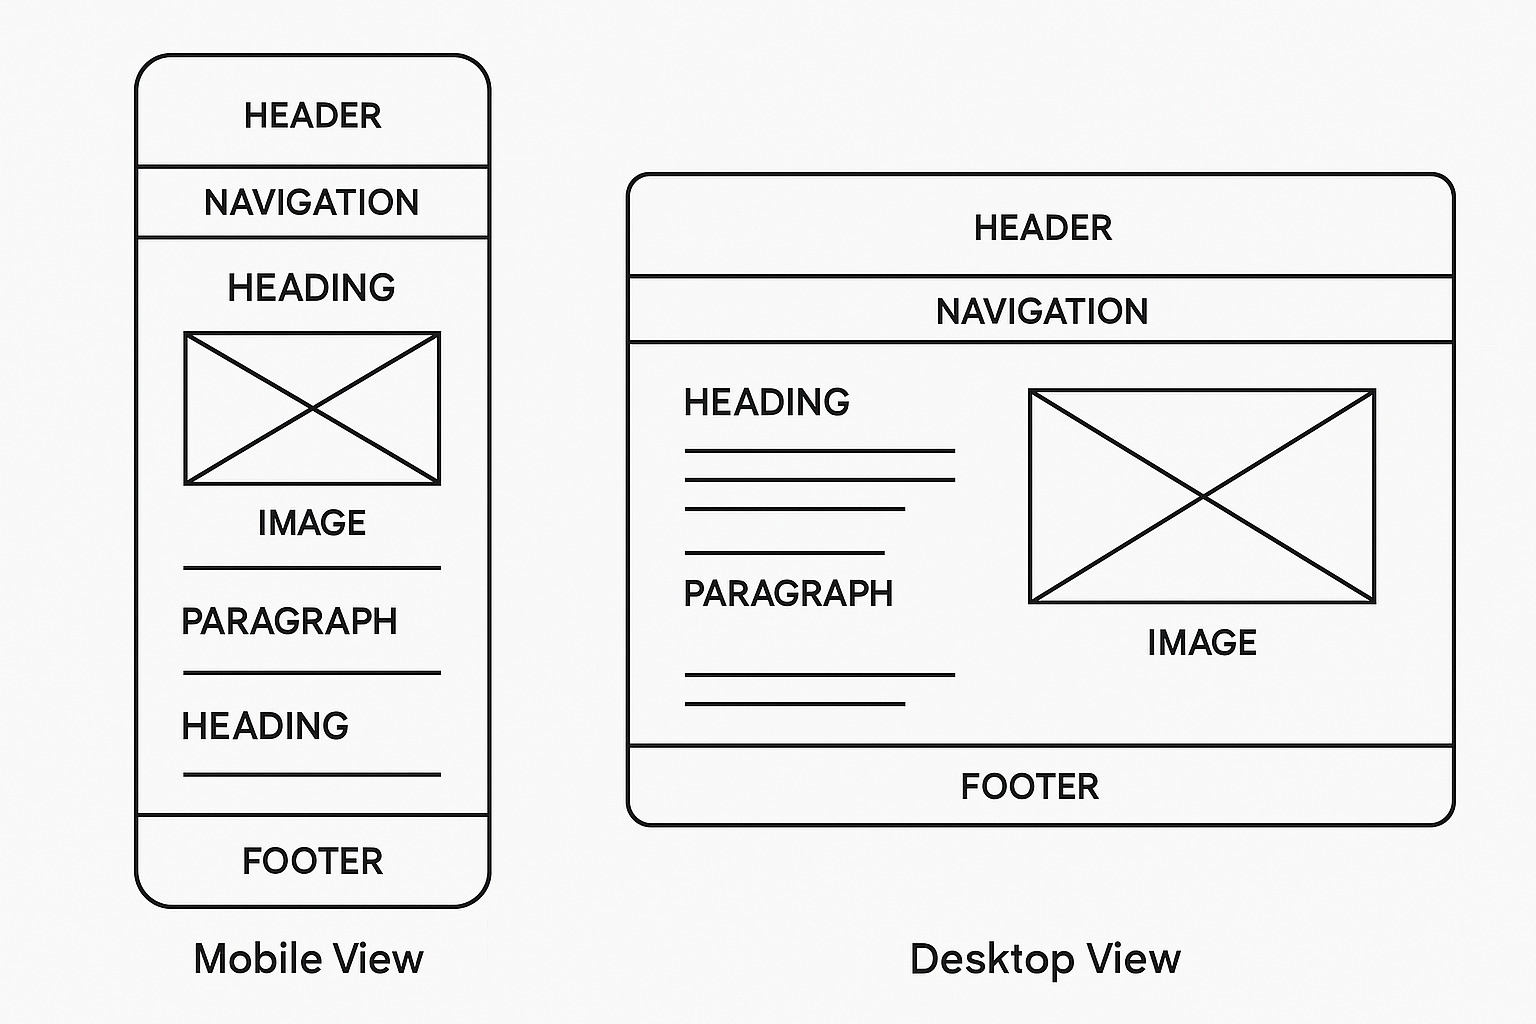 HEADER
NAVIGATION
HEADING
IMAGE
PARAGRAPH
HEADING
FOOTER
Mobile View
HEADER
NAVIGATION
HEADING
PARAGRAPH
IMAGE
FOOTER
Desktop View